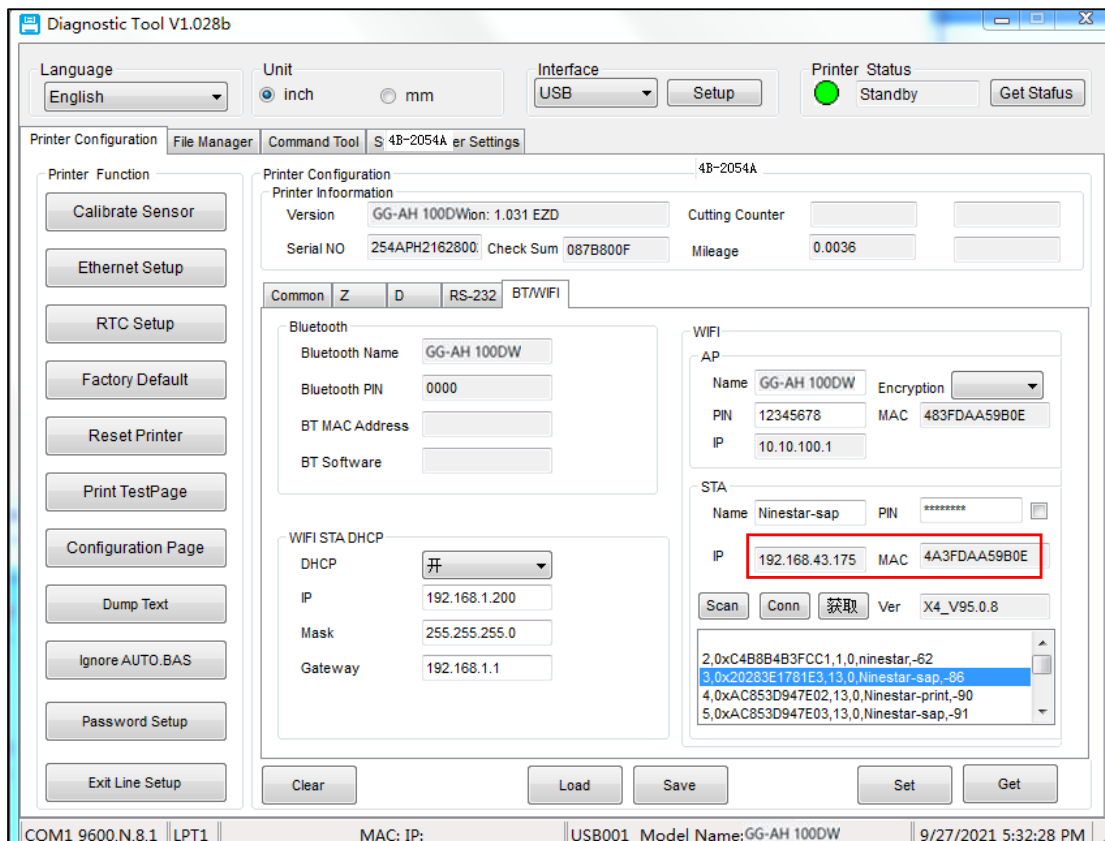 Diagnostic Tool V1.028b
Language
English
Unit
inch
mm
Interface
USB
Setup
Printer Status
Standby
Get Stafus
Printer Configuration
File Manager
Command Tool
S 4B-2054A er Settings
Printer Function
Calibrate Sensor
Ethernet Setup
RTC Setup
Factory Default
Reset Printer
Print TestPage
Configuration Page
Dump Text
Ignore AUTO.BAS
Password Setup
Exit Line Setup
Printer Configuration
4B-2054A
Printer Infoormation
Version GG-AH 100DWion: 1.031 EZD
Cutting Counter
Serial NO 254APH2162800 Check Sum 087B800F
Mileage 0.0036
Common Z D RS-232 BT/WIFI
Bluetooth
Bluetooth Name GG-AH 100DW
Bluetooth PIN 0000
BT MAC Address
BT Software
WIFI STA DHCP
DHCP 开
IP 192.168.1.200
Mask 255.255.255.0
Gateway 192.168.1.1
WIFI
AP
Name GG-AH 100DW Encryption
PIN 12345678 MAC 483FDAA59B0E
IP 10.10.100.1
STA
Name Ninestar-sap PIN ********
IP 192.168.43.175 MAC 4A3FDAA59B0E
Scan Conn 获取 Ver X4_V95.0.8
2,0xC4B8B4B3FCC1,1,0,ninestar,-62
3,0x20283E1781E3,13,0,Ninestar-sap,-86
4,0xAC853D947E02,13,0,Ninestar-print,-90
5,0xAC853D947E03,13,0,Ninestar-sap,-91
Clear Load Save Set Get
COM1 9600.N.8.1 LPT1 MAC: IP: USB001 Model Name:GG-AH 100DW 9/27/2021 5:32:28 PM